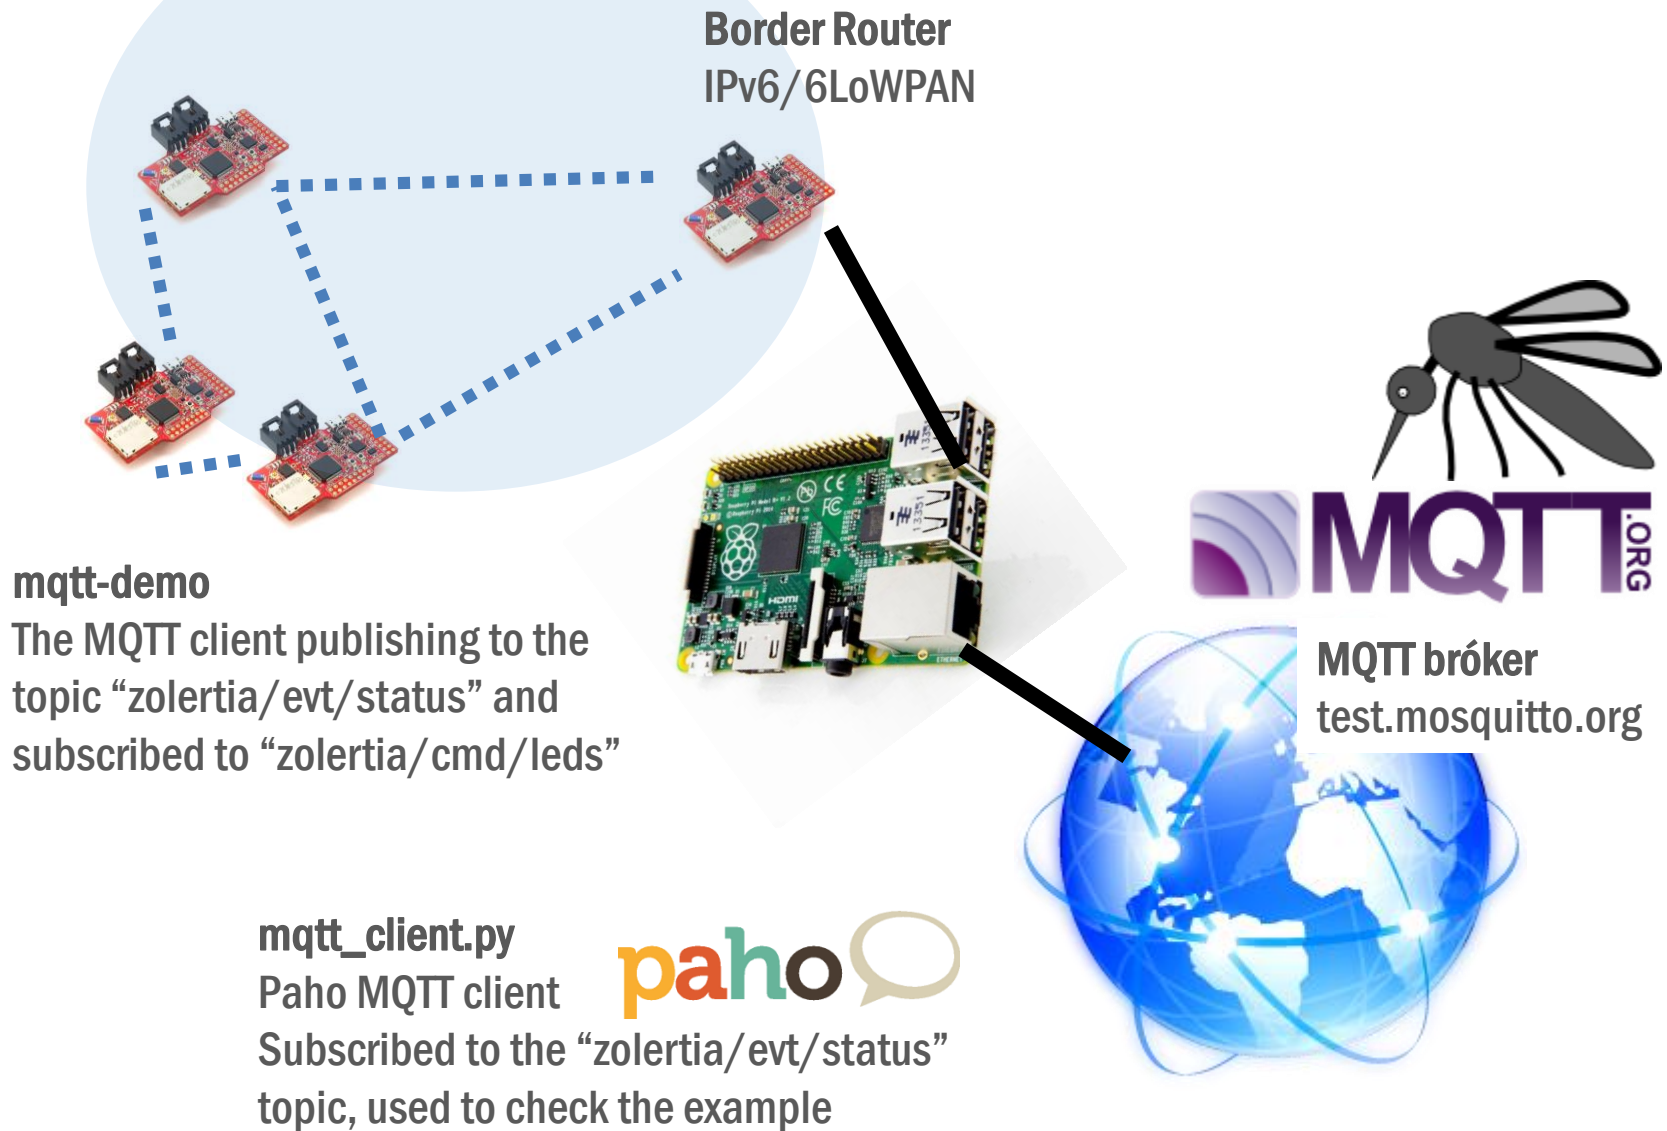 Border Router
IPv6/6LoWPAN
mqtt-demo
The MQTT client publishing to the
topic “zolertia/evt/status” and
subscribed to “zolertia/cmd/leds”
HDMI
MQTT
.ORG
MQTT bróker
test.mosquitto.org
mqtt_client.py
paho
Paho MQTT client
Subscribed to the “zolertia/evt/status”
topic, used to check the example